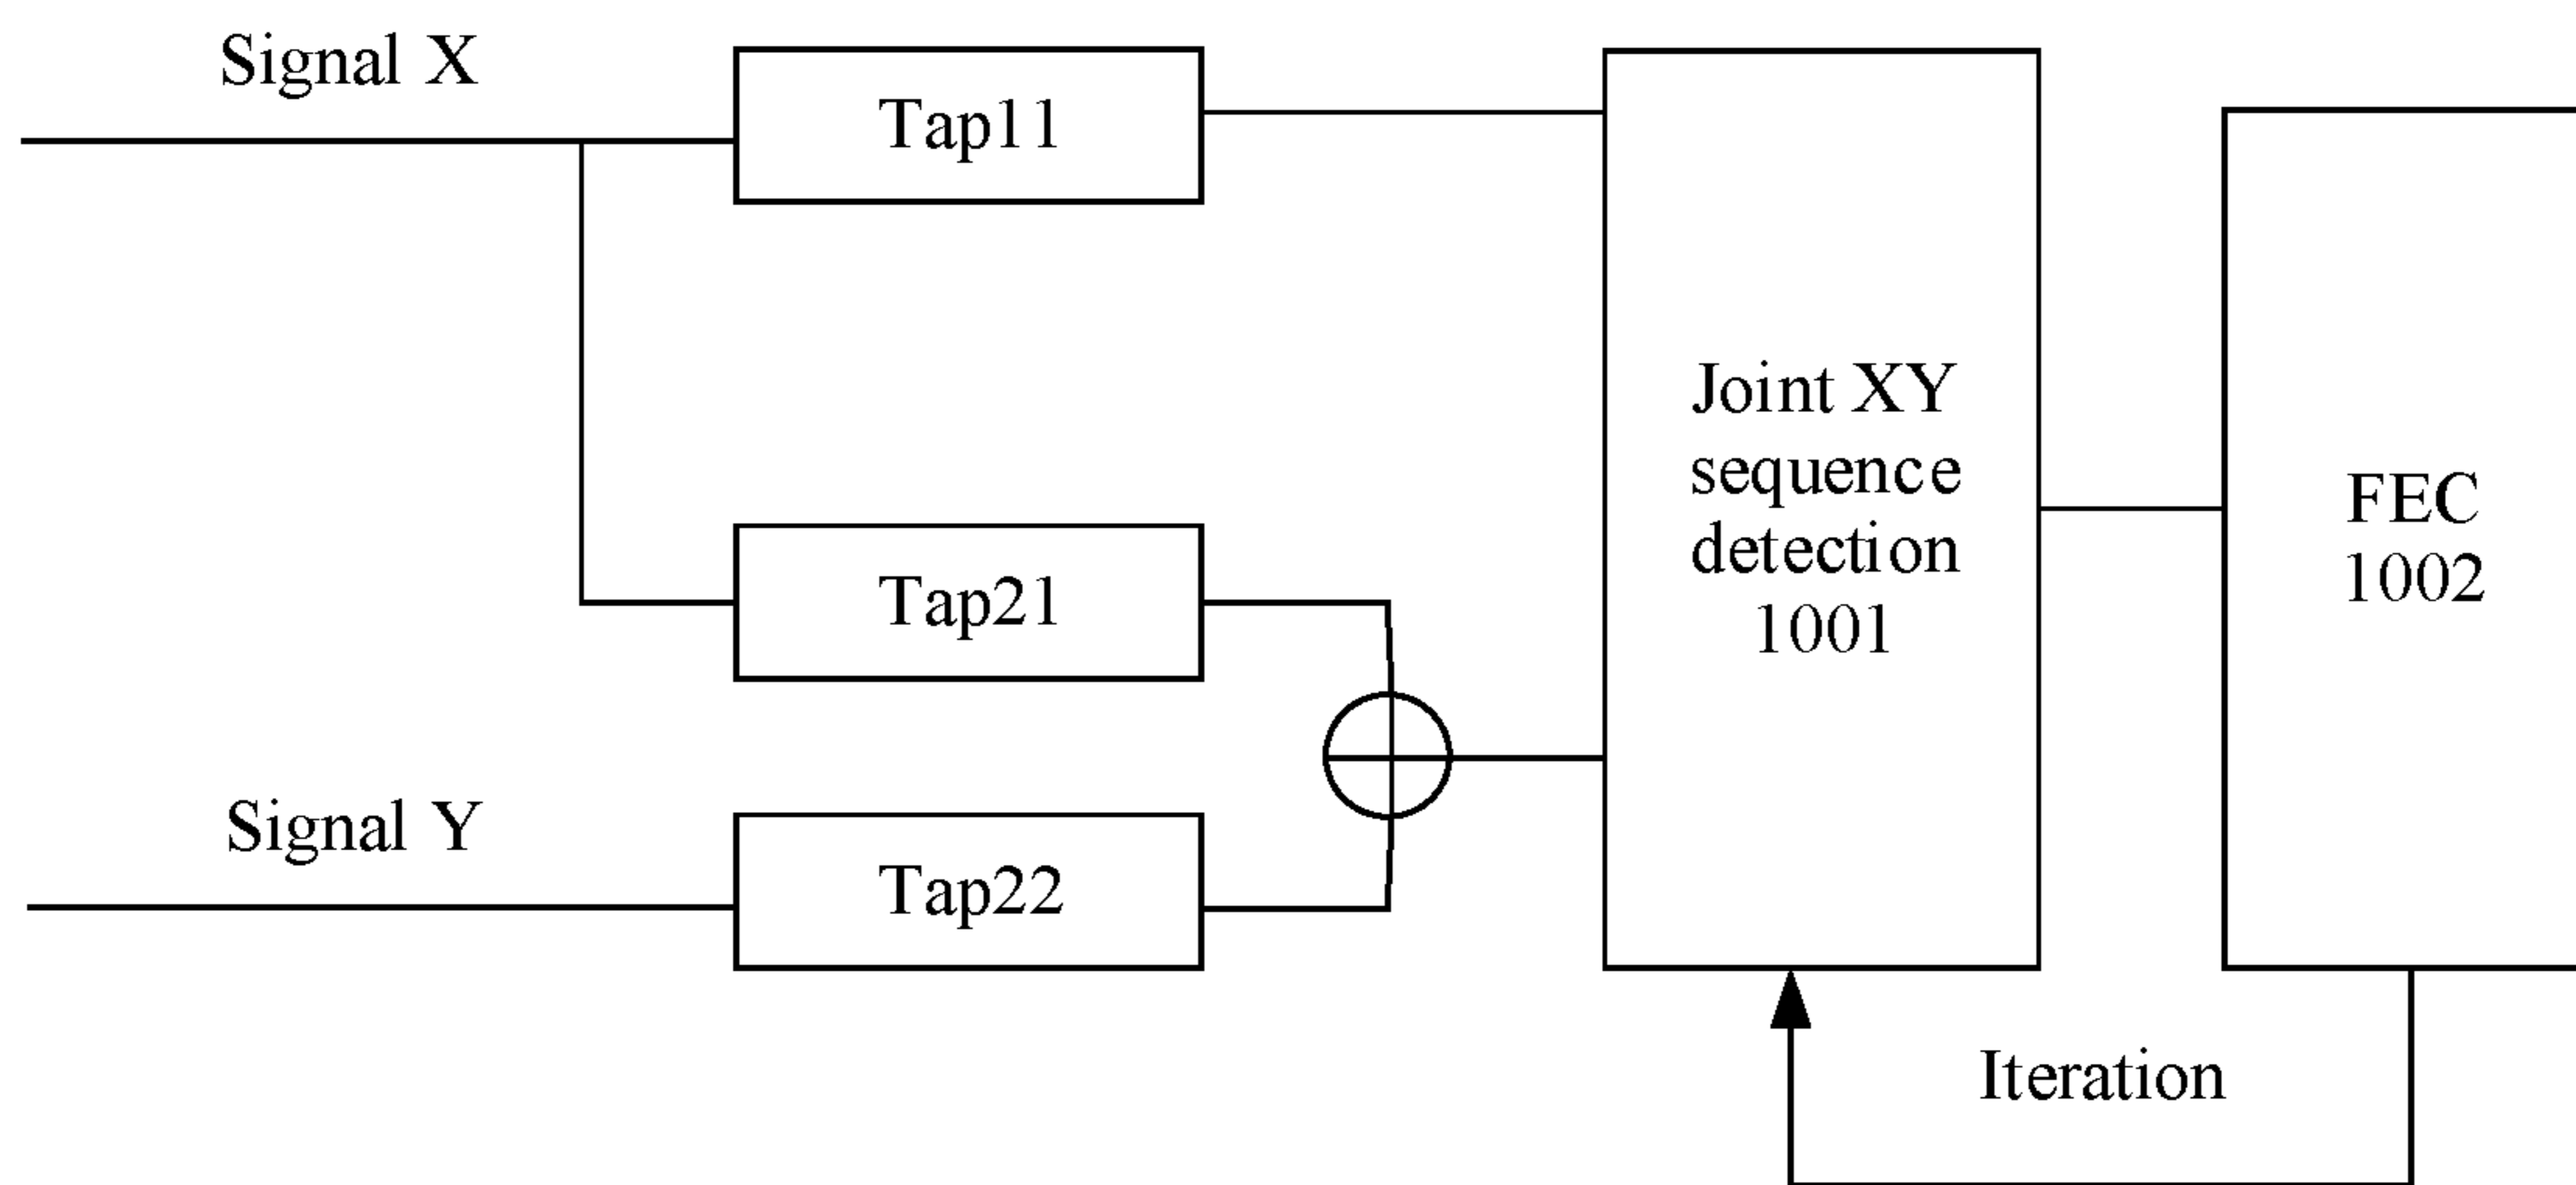 Signal X
Tap11
Joint XY
sequence
detection
1001
FEC
1002
Tap21
Signal Y
Tap22
Iteration